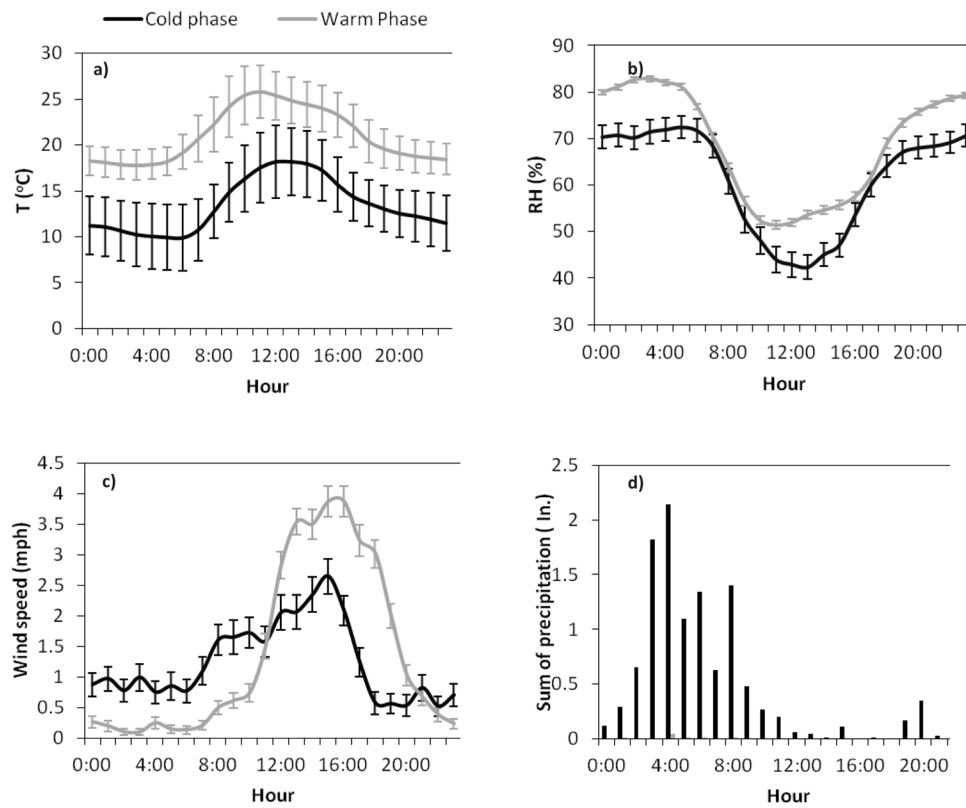 Cold phase Warm Phase
a)
30
25
20
15
10
5
0
T (°C)
0:00 4:00 8:00 12:00 16:00 20:00
Hour
b)
90
80
70
60
50
40
30
RH (%)
0:00 4:00 8:00 12:00 16:00 20:00
Hour
c)
4.5
4
3.5
3
2.5
2
1.5
1
0.5
0
Wind speed (mph)
0:00 4:00 8:00 12:00 16:00 20:00
Hour
d)
2.5
2
1.5
1
0.5
0
Sum of precipitation ( In.)
0:00 4:00 8:00 12:00 16:00 20:00
Hour